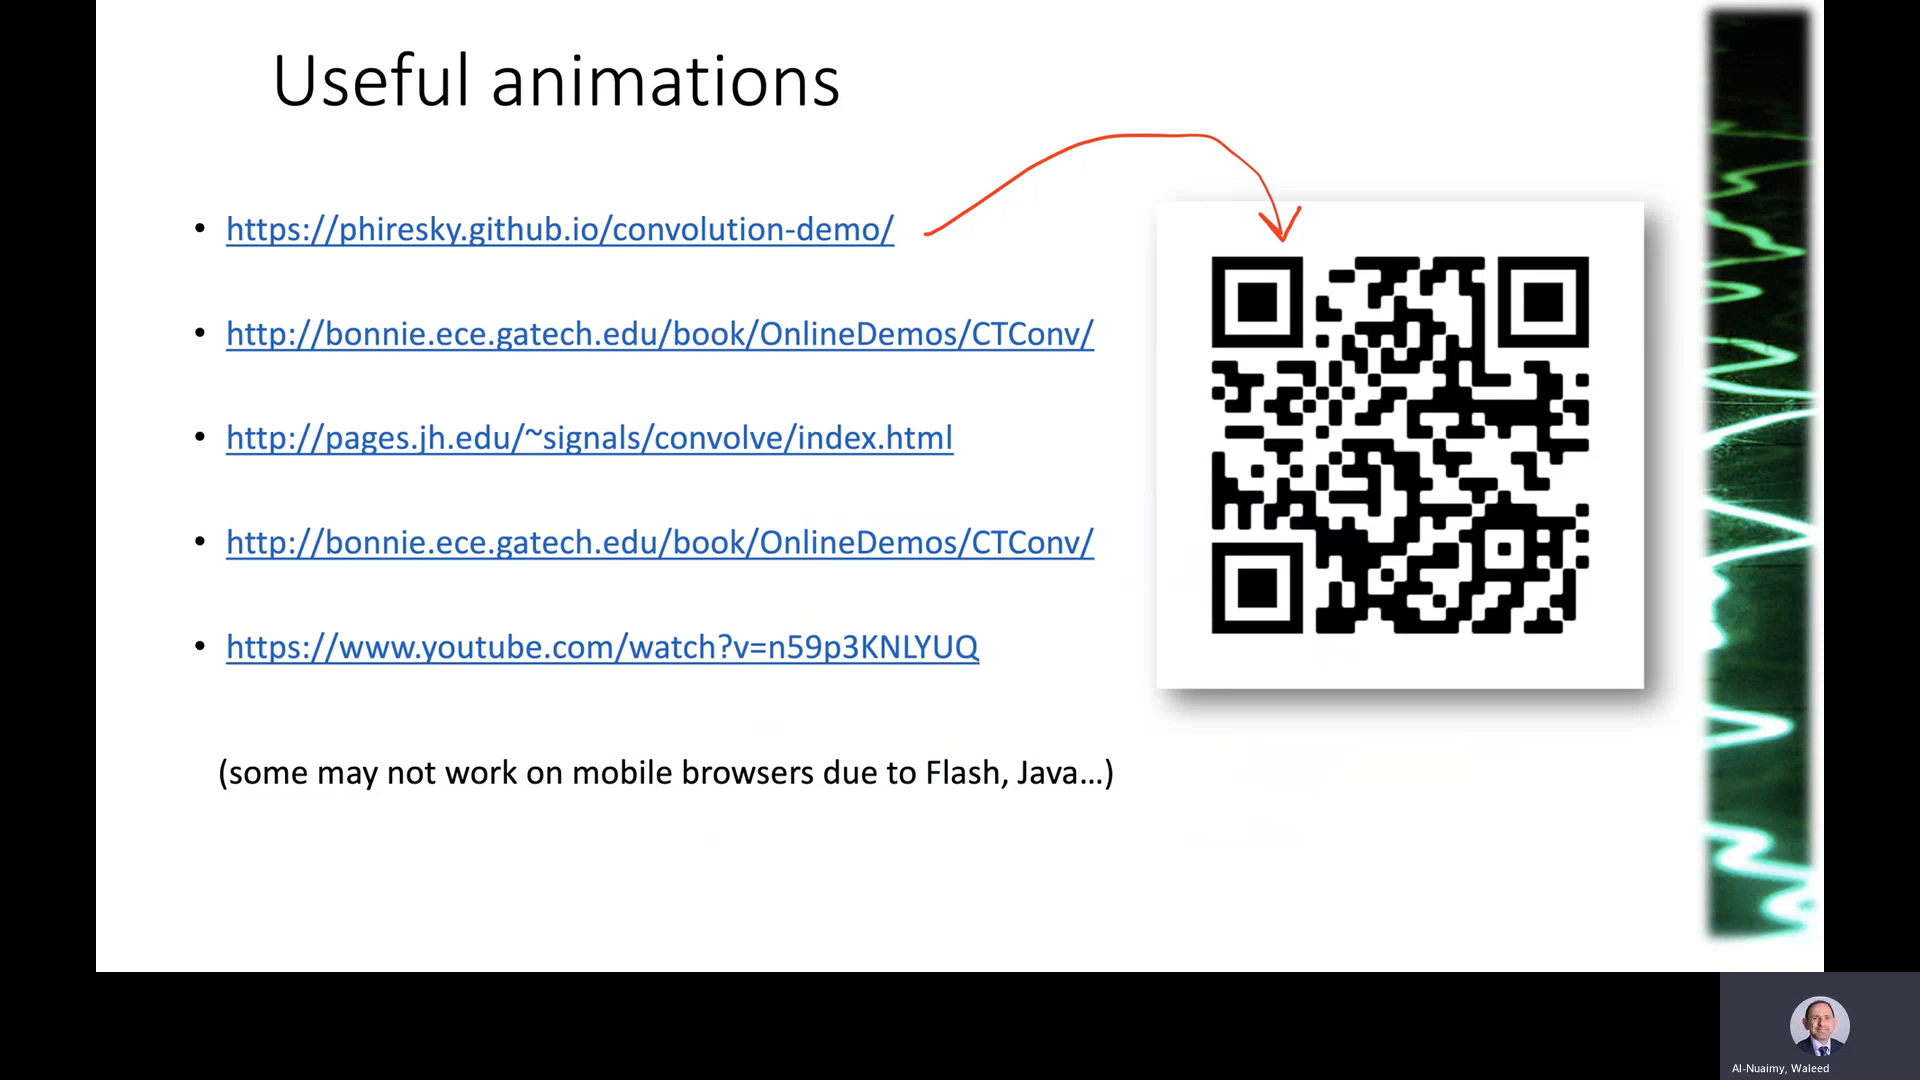 Useful animations
• https://phiresky.github.io/convolution-demo/
• http://bonnie.ece.gatech.edu/book/OnlineDemos/CTConv/
• http://pages.jh.edu/~signals/convolve/index.html
• http://bonnie.ece.gatech.edu/book/OnlineDemos/CTConv/
• https://www.youtube.com/watch?v=n59p3KNLYUQ
(some may not work on mobile browsers due to Flash, Java…)
Al-Nuaimy, Waleed